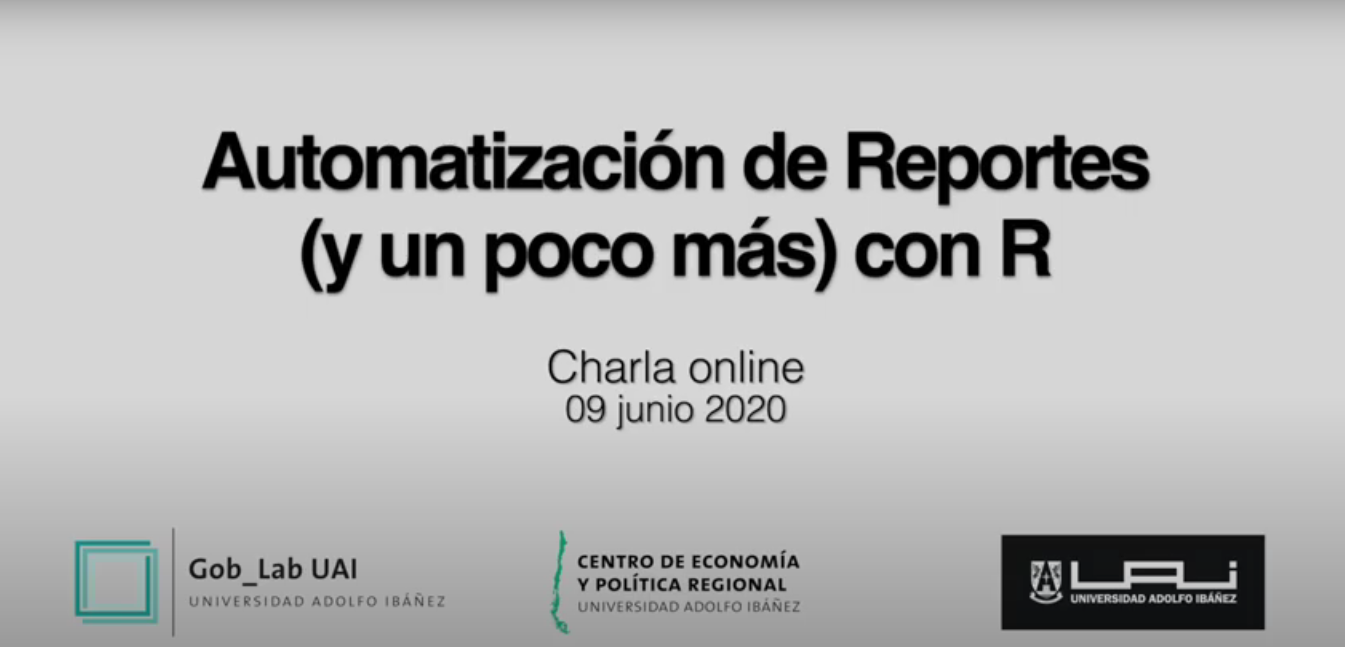 Automatización de Reportes
(y un poco más) con R
Charla online
09 junio 2020
Gob_Lab UAI
UNIVERSIDAD ADOLFO IBÁÑEZ
CENTRO DE ECONOMÍA
Y POLÍTICA REGIONAL
UNIVERSIDAD ADOLFO IBÁÑEZ
UAI
UNIVERSIDAD ADOLFO IBÁÑEZ